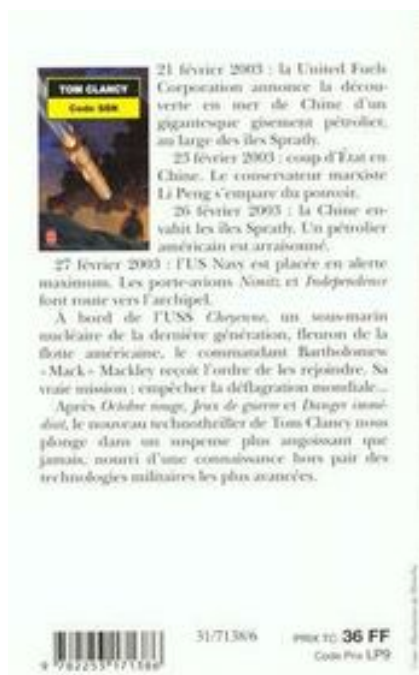 TOM CLANCY
Code SSN
21 février 2003 : la United Fuels
Corporation annonce la décou-
verte en mer de Chine d'un
gigantesque gisement pétrolier,
au large des îles Spratly.
23 février 2003 : coup d'État en
Chine. Le conservateur marxiste
Li Peng s'empare du pouvoir.
26 février 2003 : la Chine en-
vahit les îles Spratly. Un pétrolier
américain est arraisonné.
27 février 2003 : l'US Navy est placée en alerte
maximum. Les porte-avions Nimitz et Independence
font route vers l'archipel.
À bord de l'USS Cheyenne, un sous-marin
nucléaire de la dernière génération, fleuron de la
flotte américaine, le commandant Bartholomew
« Mack » Mackley reçoit l'ordre de les rejoindre. Sa
vraie mission : empêcher la déflagration mondiale...
Après Octobre rouge, Jeux de guerre et Danger immé-
diat, le nouveau technothriller de Tom Clancy nous
plonge dans un suspense plus angoissant que
jamais, nourri d'une connaissance hors pair des
technologies militaires les plus avancées.
31/7138/6
PRIX TC 36 FF
Code Prix LP9
9 782253 171386